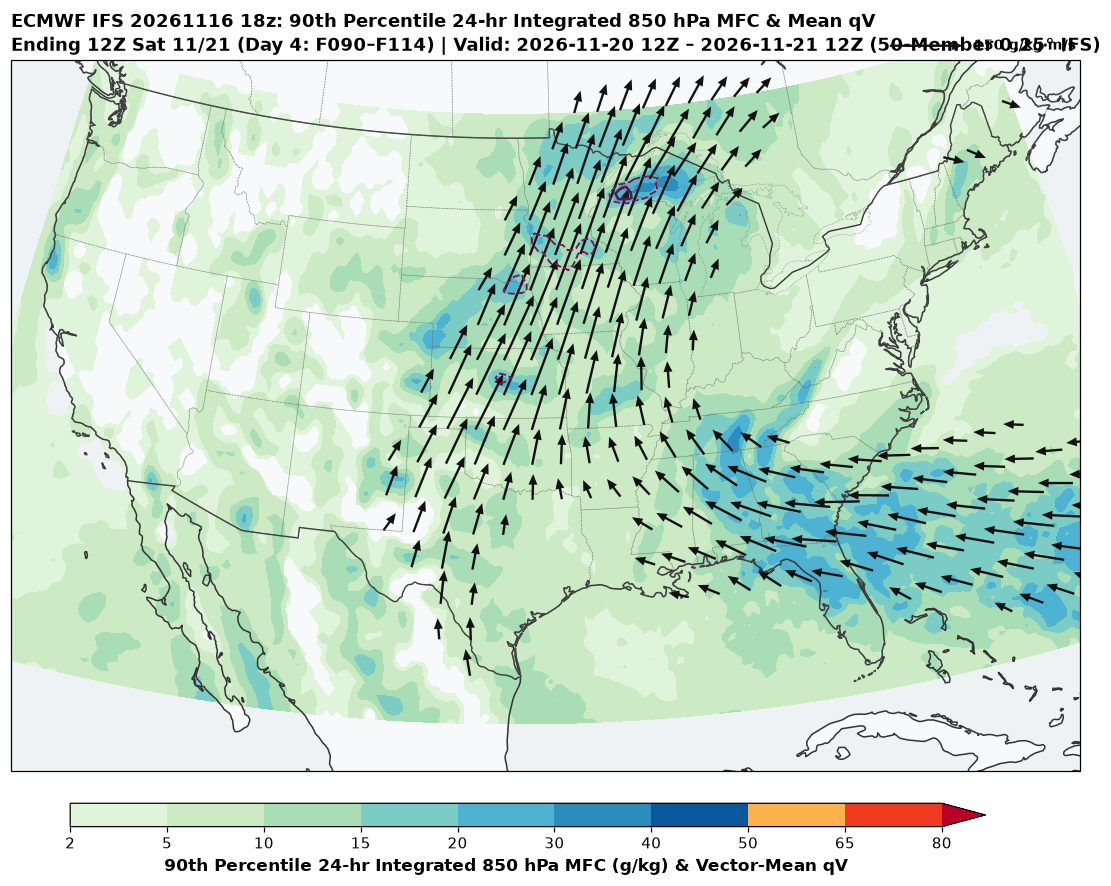 ECMWF IFS 20261116 18z: 90th Percentile 24-hr Integrated 850 hPa MFC & Mean qV
Ending 12Z Sat 11/21 (Day 4: F090–F114) | Valid: 2026-11-20 12Z – 2026-11-21 12Z (50-Member 0.25° IFS)
2 5 10 15 20 30 40 50 65 80
90th Percentile 24-hr Integrated 850 hPa MFC (g/kg) & Vector-Mean qV